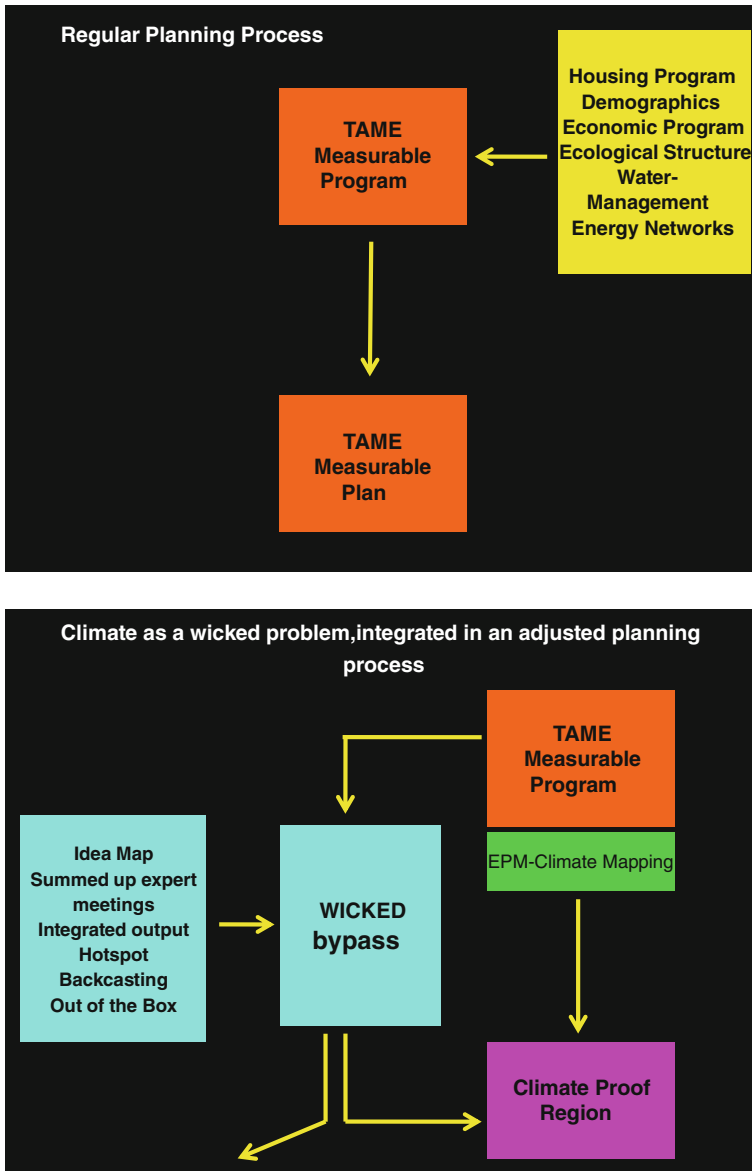 Regular Planning Process
TAME
Measurable
Program
Housing Program
Demographics
Economic Program
Ecological Structure
Water-
Management
Energy Networks
TAME
Measurable
Plan
Climate as a wicked problem,integrated in an adjusted planning
process
TAME
Measurable
Program
EPM-Climate Mapping
Idea Map
Summed up expert
meetings
Integrated output
Hotspot
Backcasting
Out of the Box
WICKED
bypass
Climate Proof
Region